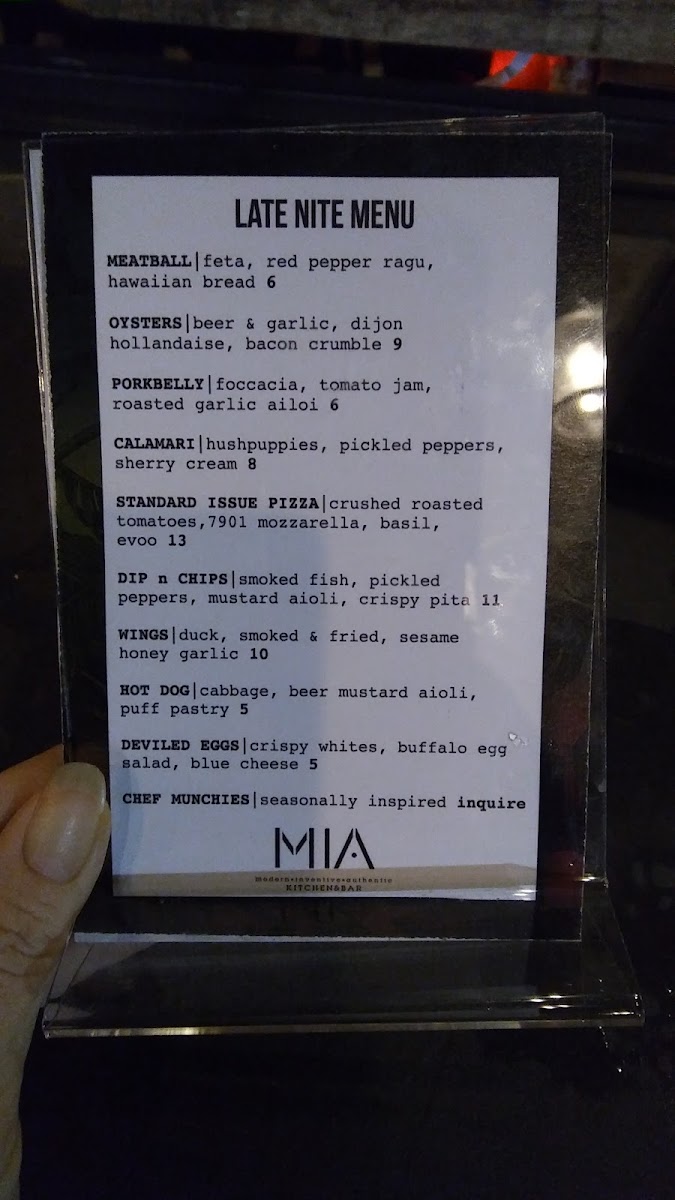 LATE NITE MENU
MEATBALL|feta, red pepper ragu,
hawaiian bread 6
OYSTERS|beer & garlic, dijon
hollandaise, bacon crumble 9
PORKBELLY|foccacia, tomato jam,
roasted garlic ailoi 6
CALAMARI|hushpuppies, pickled peppers,
sherry cream 8
STANDARD ISSUE PIZZA|crushed roasted
tomatoes,7901 mozzarella, basil,
evoo 13
DIP n CHIPS|smoked fish, pickled
peppers, mustard aioli, crispy pita 11
WINGS|duck, smoked & fried, sesame
honey garlic 10
HOT DOG|cabbage, beer mustard aioli,
puff pastry 5
DEVILED EGGS|crispy whites, buffalo egg
salad, blue cheese 5
CHEF MUNCHIES|seasonally inspired inquire
MIA
Modern•inventive•authentic
KITCHEN&BAR